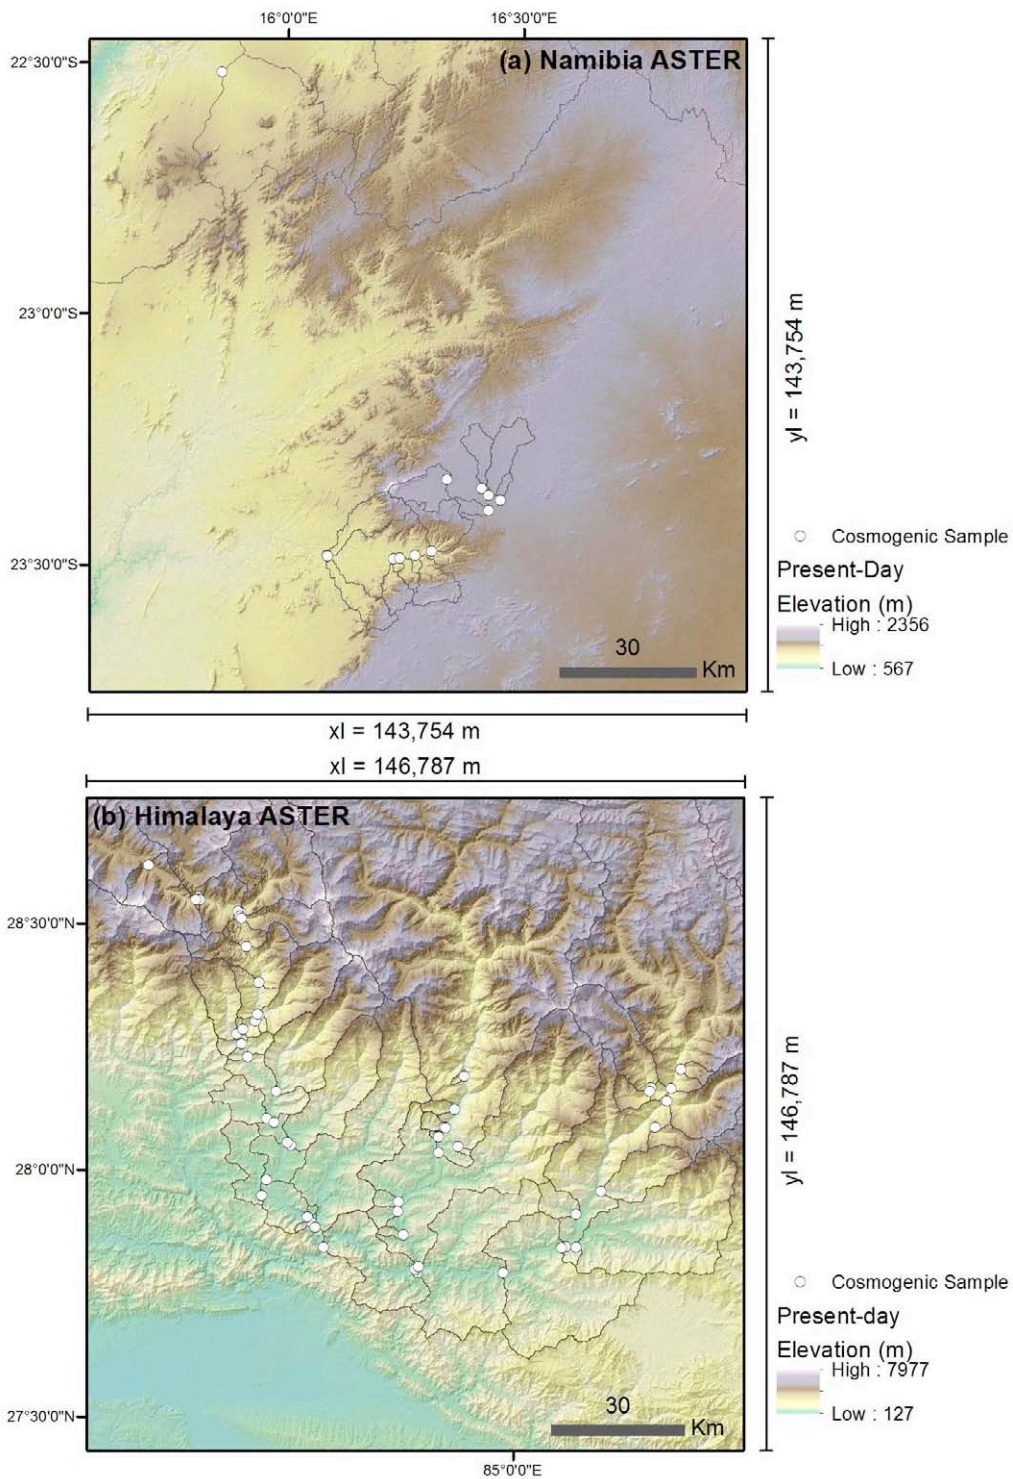 16°0'0"E
16°30'0"E
22°30'0"S
(a) Namibia ASTER
23°0'0"S
yl = 143,754 m
23°30'0"S
Cosmogenic Sample
Present-Day
Elevation (m)
High : 2356
Low : 567
30
Km
xl = 143,754 m
xl = 146,787 m
(b) Himalaya ASTER
28°30'0"N
yl = 146,787 m
28°0'0"N
Cosmogenic Sample
Present-day
Elevation (m)
High : 7977
Low : 127
30
Km
27°30'0"N
85°0'0"E